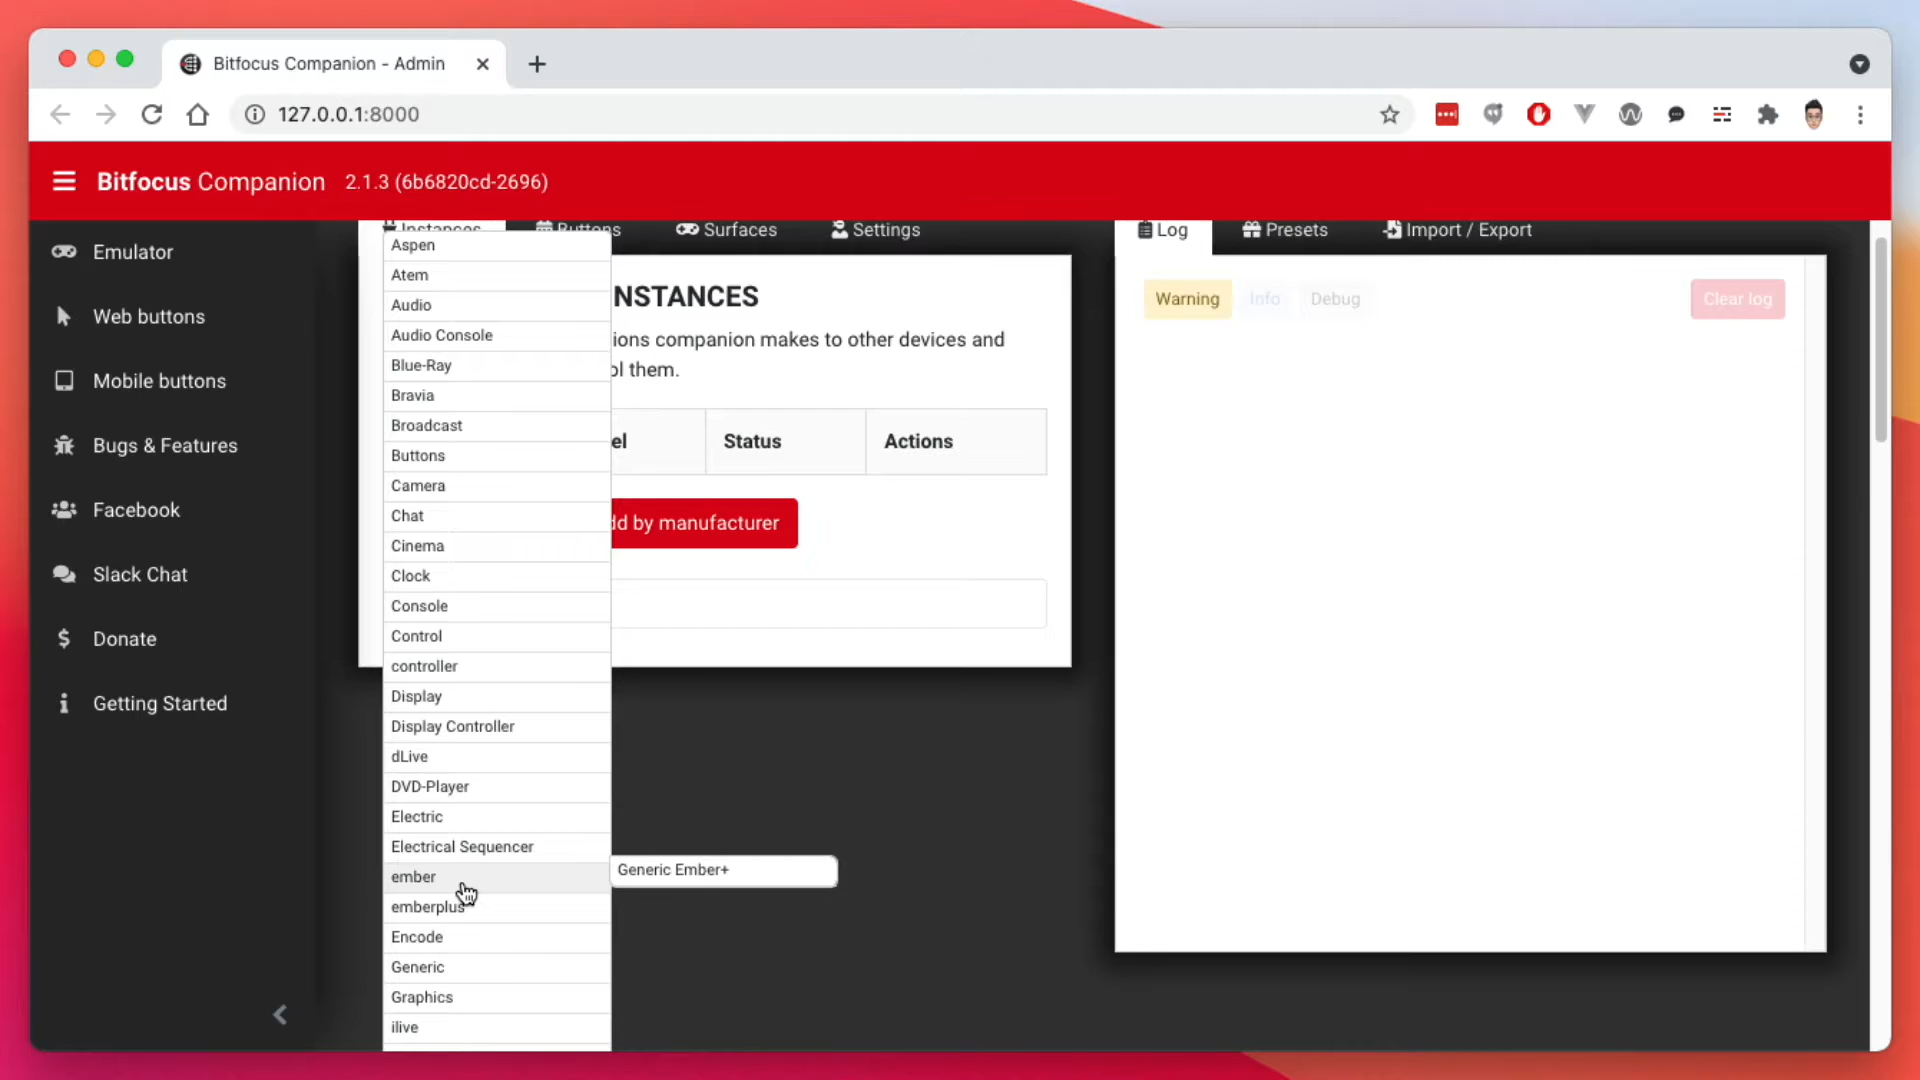 Bitfocus Companion - Admin
127.0.0.1:8000
Bitfocus Companion 2.1.3 (6b6820cd-2696)
Emulator
Web buttons
Mobile buttons
Bugs & Features
Facebook
Slack Chat
Donate
Getting Started
Instances
Buttons
Surfaces
Settings
Aspen
Atem
Audio
Audio Console
Blue-Ray
Bravia
Broadcast
Buttons
Camera
Chat
Cinema
Clock
Console
Control
controller
Display
Display Controller
dLive
DVD-Player
Electric
Electrical Sequencer
ember
emberplus
Encode
Generic
Graphics
ilive
Generic Ember+
NSTANCES
ions companion makes to other devices and
ol them.
el
Status
Actions
dd by manufacturer
Log
Presets
Import / Export
Warning
Info
Debug
Clear log